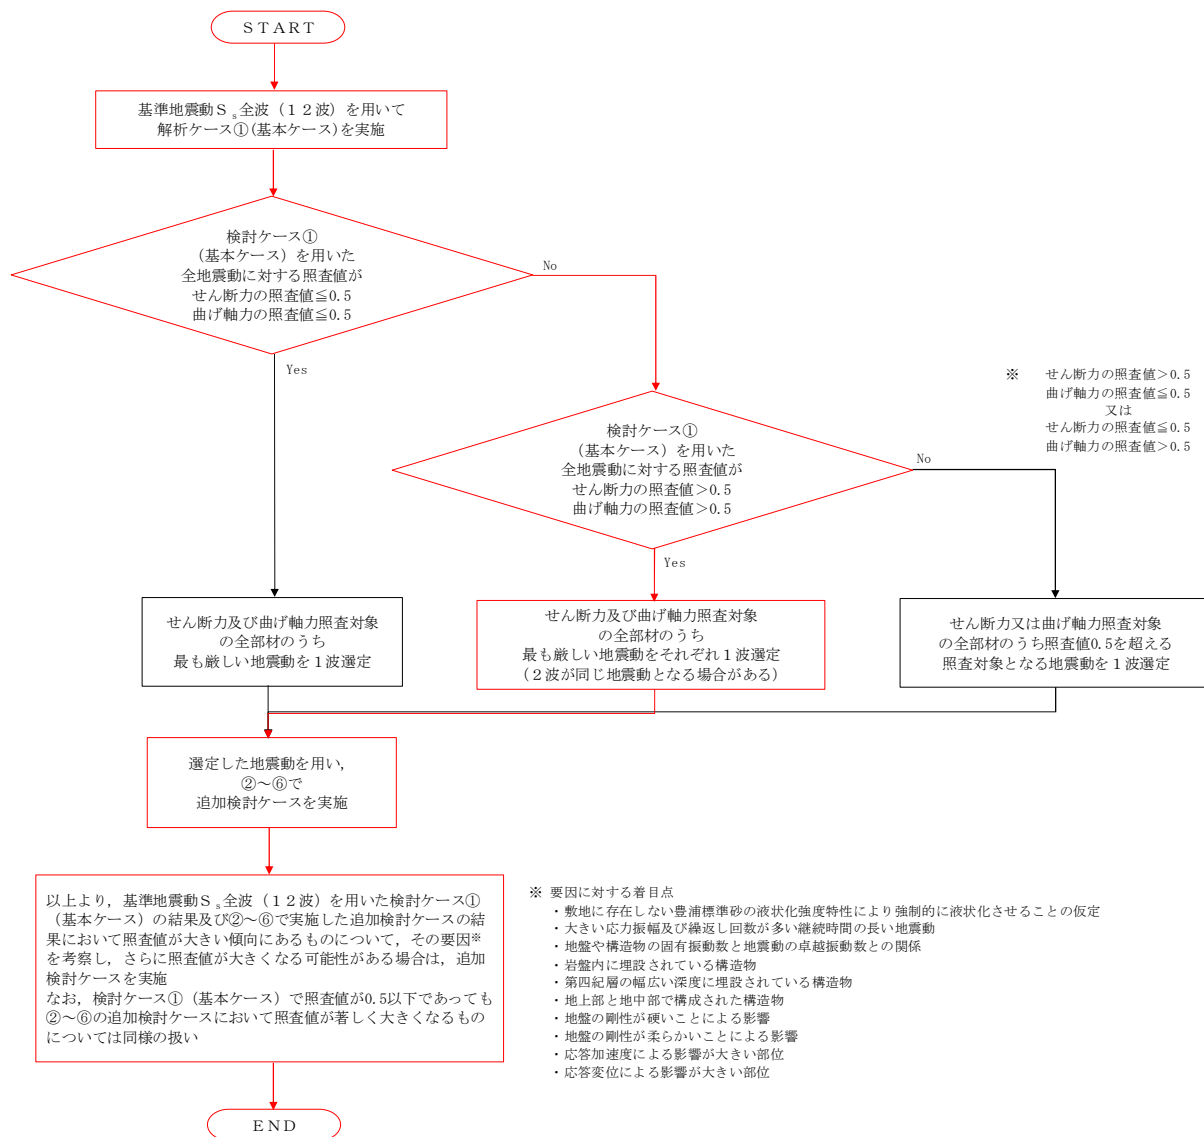 ＳＴＡＲＴ
基準地震動Ｓs全波（１２波）を用いて
解析ケース①(基本ケース)を実施
検討ケース①
（基本ケース）を用いた
全地震動に対する照査値が
せん断力の照査値≦0.5
曲げ軸力の照査値≦0.5
No
Yes
※ せん断力の照査値＞0.5
曲げ軸力の照査値≦0.5
又は
せん断力の照査値≦0.5
曲げ軸力の照査値＞0.5
検討ケース①
（基本ケース）を用いた
全地震動に対する照査値が
せん断力の照査値＞0.5
曲げ軸力の照査値＞0.5
No
Yes
せん断力及び曲げ軸力照査対象
の全部材のうち
最も厳しい地震動を１波選定
せん断力及び曲げ軸力照査対象
の全部材のうち
最も厳しい地震動をそれぞれ１波選定
（２波が同じ地震動となる場合がある）
せん断力又は曲げ軸力照査対象
の全部材のうち照査値0.5を超える
照査対象となる地震動を１波選定
選定した地震動を用い，
②～⑥で
追加検討ケースを実施
以上より，基準地震動Ｓs全波（１２波）を用いた検討ケース①
（基本ケース）の結果及び②～⑥で実施した追加検討ケースの結
果において照査値が大きい傾向にあるものについて，その要因※
を考察し，さらに照査値が大きくなる可能性がある場合は，追加
検討ケースを実施
なお，検討ケース①（基本ケース）で照査値が0.5以下であっても
②～⑥の追加検討ケースにおいて照査値が著しく大きくなるもの
については同様の扱い
※ 要因に対する着目点
・敷地に存在しない豊浦標準砂の液状化強度特性により強制的に液状化させることの仮定
・大きい応力振幅及び繰返し回数が多い継続時間の長い地震動
・地盤や構造物の固有振動数と地震動の卓越振動数との関係
・岩盤内に埋設されている構造物
・第四紀層の幅広い深度に埋設されている構造物
・地上部と地中部で構成された構造物
・地盤の剛性が硬いことによる影響
・地盤の剛性が柔らかいことによる影響
・応答加速度による影響が大きい部位
・応答変位による影響が大きい部位
ＥＮＤ